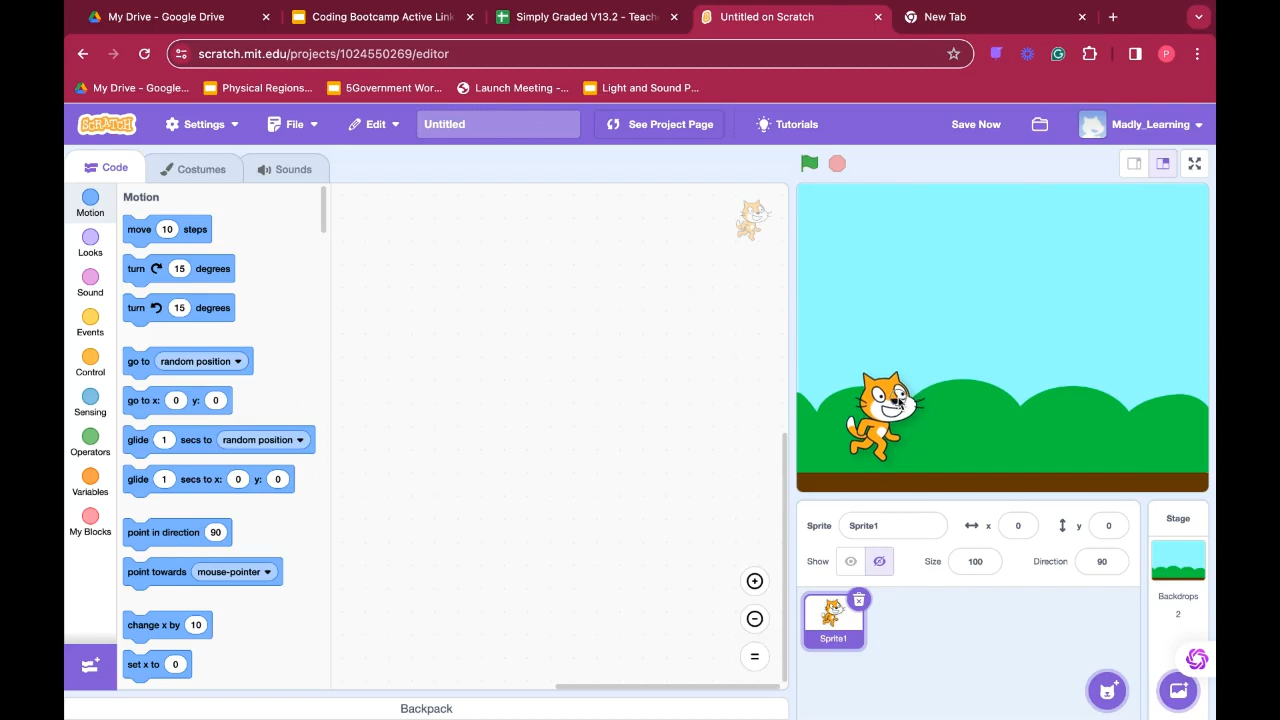 My Drive - Google Drive
Coding Bootcamp Active Lin
Simply Graded V13.2 - Teach
Untitled on Scratch
New Tab
scratch.mit.edu/projects/1024550269/editor
P
My Drive - Google...
Physical Regions...
5Government Wor...
Launch Meeting -...
Light and Sound P...
SCRATCH
Settings
File
Edit
Untitled
See Project Page
Tutorials
Save Now
Madly_Learning
Code
Costumes
Sounds
Motion
Looks
Sound
Events
Control
Sensing
Operators
Variables
My Blocks
Motion
move 10 steps
turn 15 degrees
turn 15 degrees
go to random position
go to x: 0 y: 0
glide 1 secs to random position
glide 1 secs to x: 0 y: 0
point in direction 90
point towards mouse-pointer
change x by 10
set x to 0
Backpack
Sprite Sprite1 x 0 y 0
Show Size 100 Direction 90
Sprite1
Stage
Backdrops
2